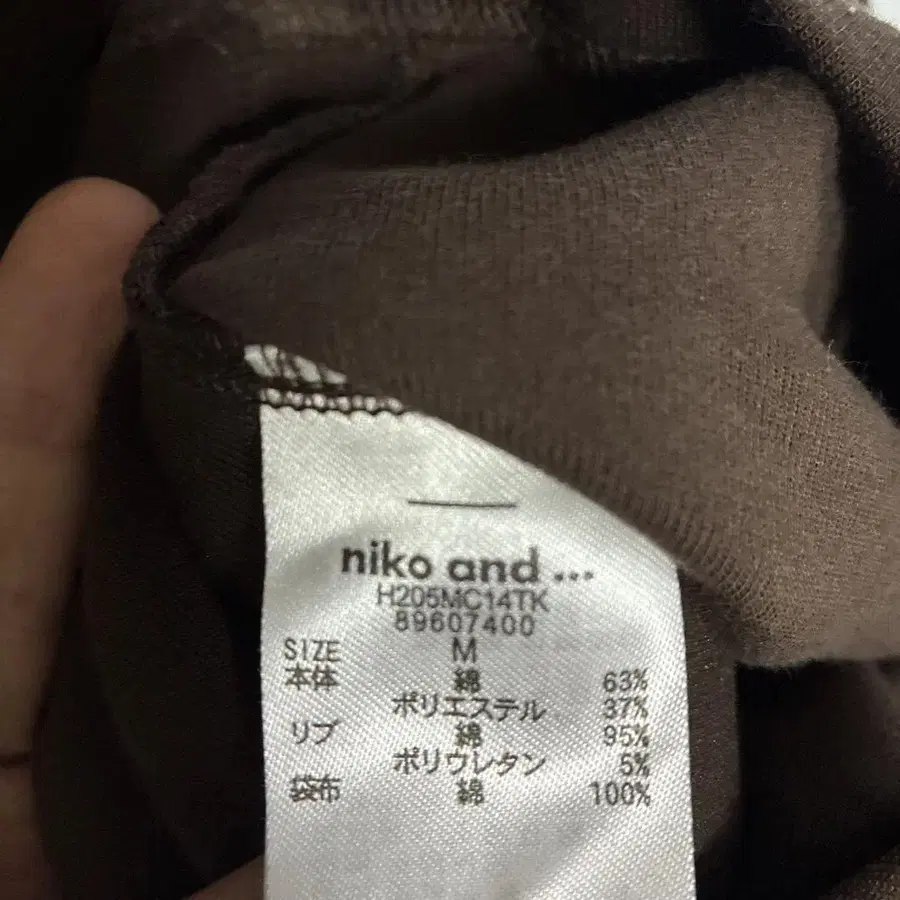 niko and ...
H205MC14TK
89607400
SIZE M
本体 綿 63%
ポリエステル 37%
リブ 綿 95%
ポリウレタン 5%
袋布 綿 100%